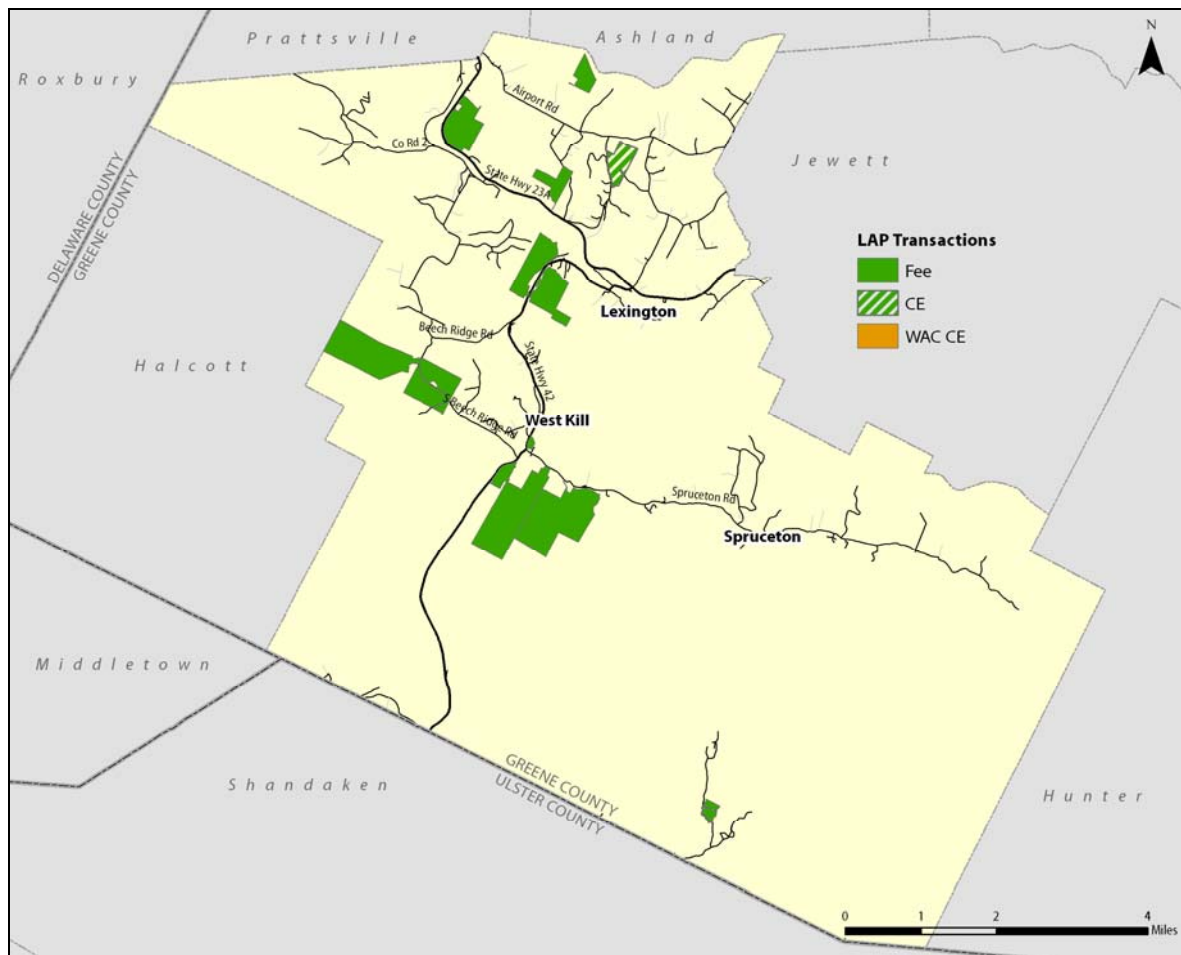 Prattsville
Ashland
N
Roxbury
Airport Rd
Co Rd 2
Jewett
State Hwy 23A
DELAWARE COUNTY
GREENE COUNTY
LAP Transactions
Fee
CE
WAC CE
Lexington
Beech Ridge Rd
Halcott
State Hwy 42
S Beech Ridge Rd
West Kill
Spruceton Rd
Spruceton
Middletown
Shandaken
GREENE COUNTY
ULSTER COUNTY
Hunter
0 1 2 4
Miles